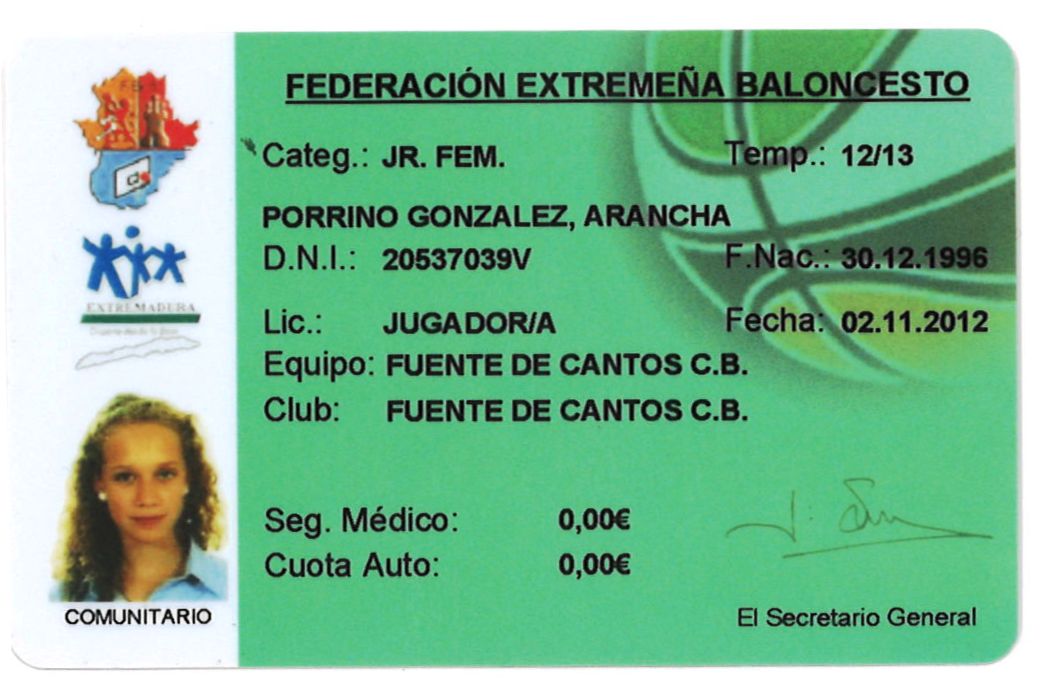 FEDERACIÓN EXTREMEÑA BALONCESTO
Categ.: JR. FEM. Temp.: 12/13
PORRINO GONZALEZ, ARANCHA
D.N.I.: 20537039V F.Nac.: 30.12.1996
Lic.: JUGADOR/A Fecha: 02.11.2012
Equipo: FUENTE DE CANTOS C.B.
Club: FUENTE DE CANTOS C.B.
Seg. Médico: 0,00€
Cuota Auto: 0,00€
El Secretario General
EXTREMADURA
COMUNITARIO